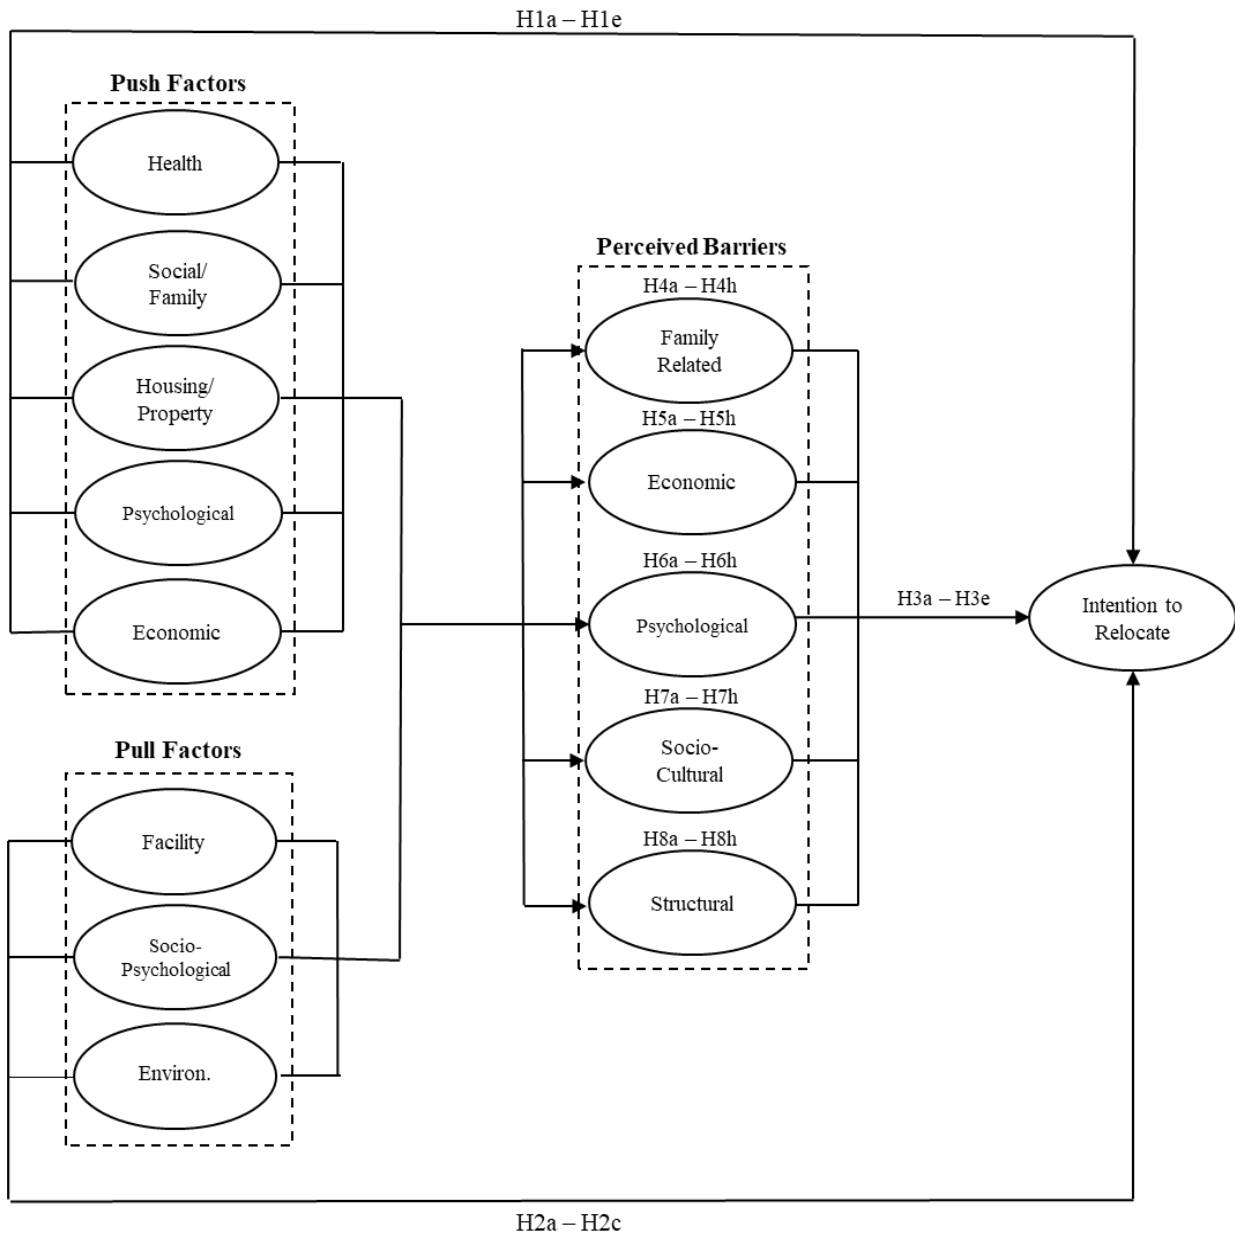 H1a – H1e
Push Factors
Health
Social/
Family
Housing/
Property
Psychological
Economic
Pull Factors
Facility
Socio-
Psychological
Environ.
Perceived Barriers
H4a – H4h
Family
Related
H5a – H5h
Economic
H6a – H6h
Psychological
H7a – H7h
Socio-
Cultural
H8a – H8h
Structural
H3a – H3e
Intention to
Relocate
H2a – H2c